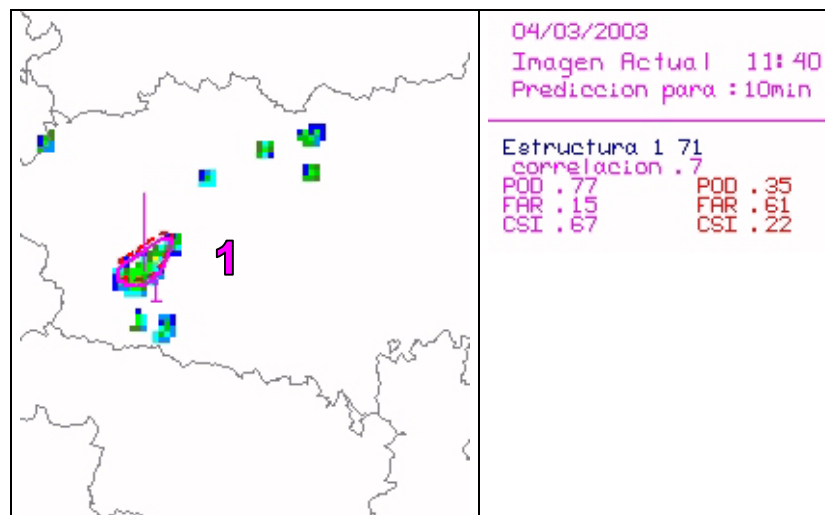 04/03/2003
Imagen Actual 11:40
Prediccion para :10min
Estructura 1 71
correlacion .7
POD .77 POD .35
FAR .15 FAR .61
CSI .67 CSI .22
1